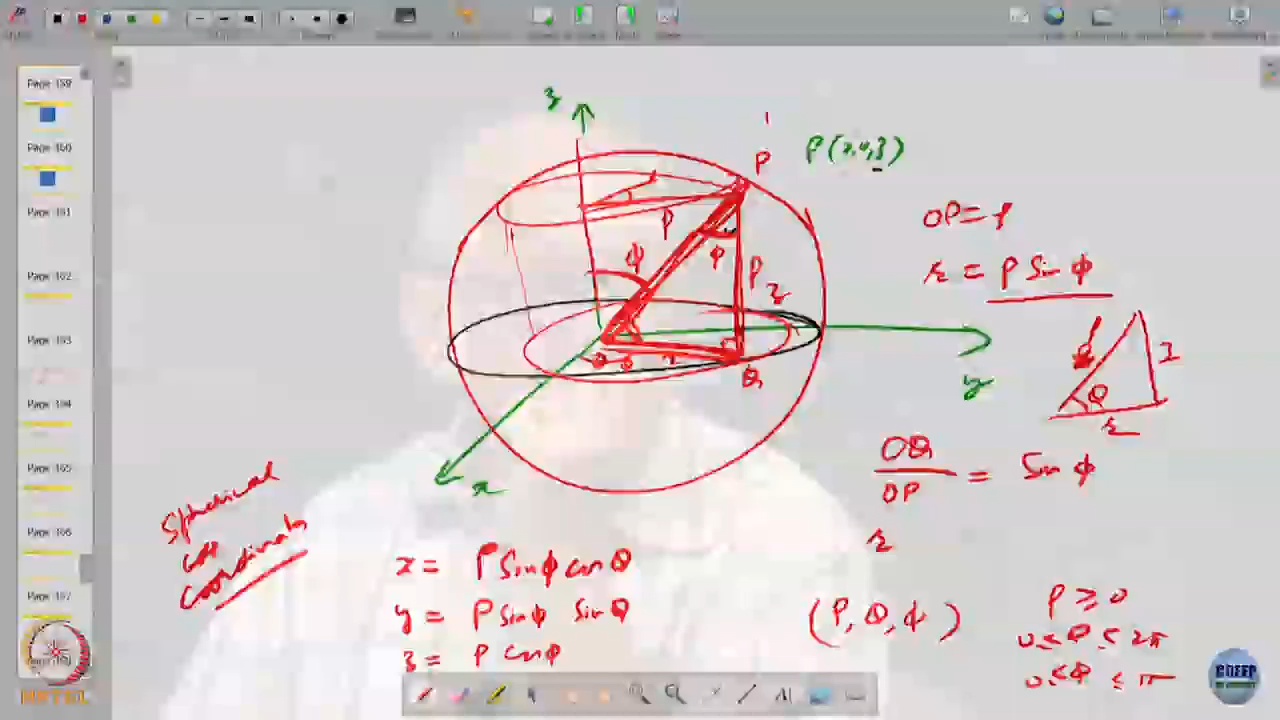 Page 159
Page 160
Page 161
Page 162
Page 163
Page 164
Page 165
Page 166
Page 167
NPTEL
z
P
P(x,y,z)
OP=ρ
r = ρ Sin φ
ρ
φ
φ
ρ
z
O
θ
r
Q
y
x
θ
z
r
OQ/OP = Sin φ
r
Spherical
coordinates
x = ρ Sinφ cosθ
y = ρ sinφ sinθ
z = ρ cosφ
(ρ, θ, φ)
ρ ≥ 0
0 ≤ θ ≤ 2π
0 ≤ φ ≤ π